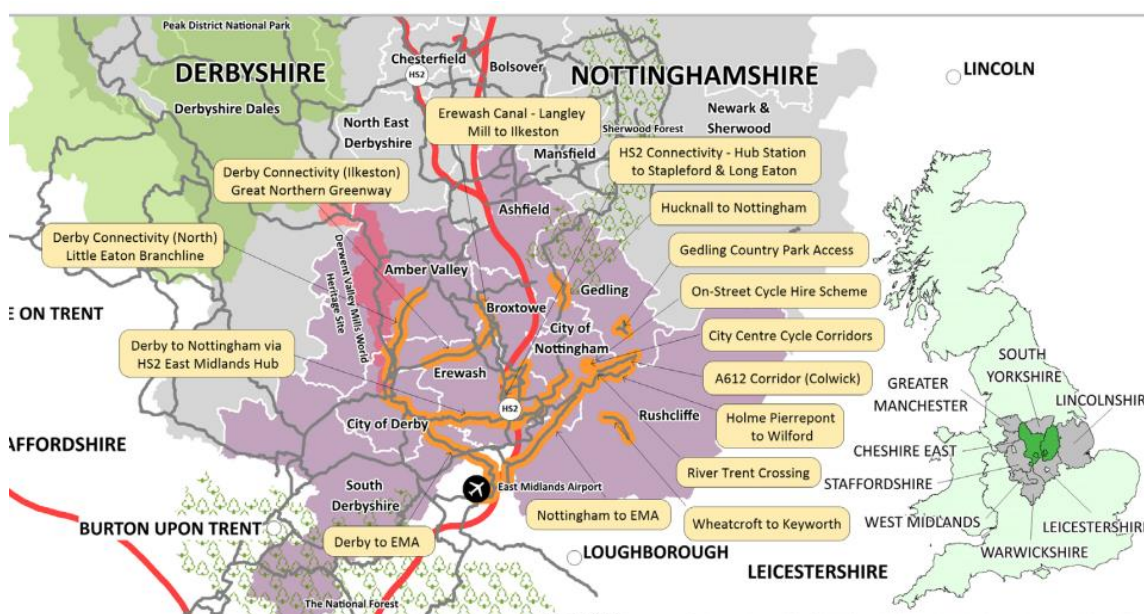 Peak District National Park
DERBYSHIRE
Chesterfield
HS2
Bolsover
NOTTINGHAMSHIRE
LINCOLN
Derbyshire Dales
North East
Derbyshire
Erewash Canal - Langley
Mill to Ilkeston
Sherwood Forest
Newark &
Sherwood
Mansfield
HS2 Connectivity - Hub Station
to Stapleford & Long Eaton
Derby Connectivity (Ilkeston)
Great Northern Greenway
Ashfield
Hucknall to Nottingham
Derby Connectivity (North)
Little Eaton Branchline
Derwent Valley Mills World
Heritage Site
Amber Valley
Gedling Country Park Access
Gedling
On-Street Cycle Hire Scheme
Broxtowe
E ON TRENT
City of
Nottingham
City Centre Cycle Corridors
Derby to Nottingham via
HS2 East Midlands Hub
Erewash
A612 Corridor (Colwick)
HS2
Rushcliffe
City of Derby
Holme Pierrepont
to Wilford
AFFORDSHIRE
River Trent Crossing
East Midlands Airport
South
Derbyshire
Nottingham to EMA
Wheatcroft to Keyworth
BURTON UPON TRENT
Derby to EMA
LOUGHBOROUGH
LEICESTERSHIRE
The National Forest
SOUTH
YORKSHIRE
GREATER
MANCHESTER
LINCOLNSHIRE
CHESHIRE EAST
STAFFORDSHIRE
WEST MIDLANDS
LEICESTERSHIRE
WARWICKSHIRE